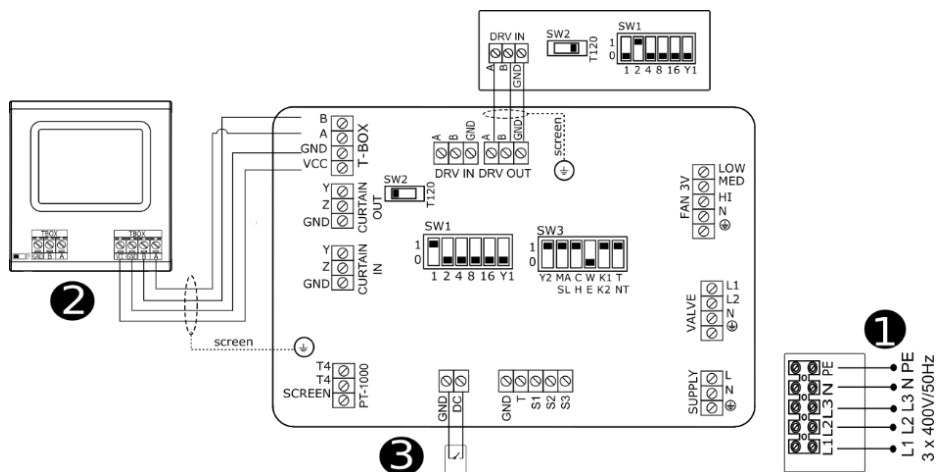 DRV IN
A
B
GND
SW2
T120
SW1
1
0
1 2 4 8 16 Y1
B
A
GND
VCC
T-BOX
A
B
GND
DRV IN
A
B
GND
DRV OUT
screen
Y
Z
GND
CURTAIN
OUT
SW2
T120
Y
Z
GND
CURTAIN
IN
SW1
1
0
1 2 4 8 16 Y1
SW3
1
0
Y2 MA C W K1 T
SL H E K2 NT
FAN 3V
LOW
MED
HI
N
VALVE
L1
L2
N
SUPPLY
L
N
T4
T4
SCREEN
PT-1000
GND
DC
GND
T
S1
S2
S3
TBOX
GND B A
TBOX
GND B A
screen
2
3
1
PE
N
L3
L2
L1
L1 L2 L3 N PE
3 x 400V/50Hz